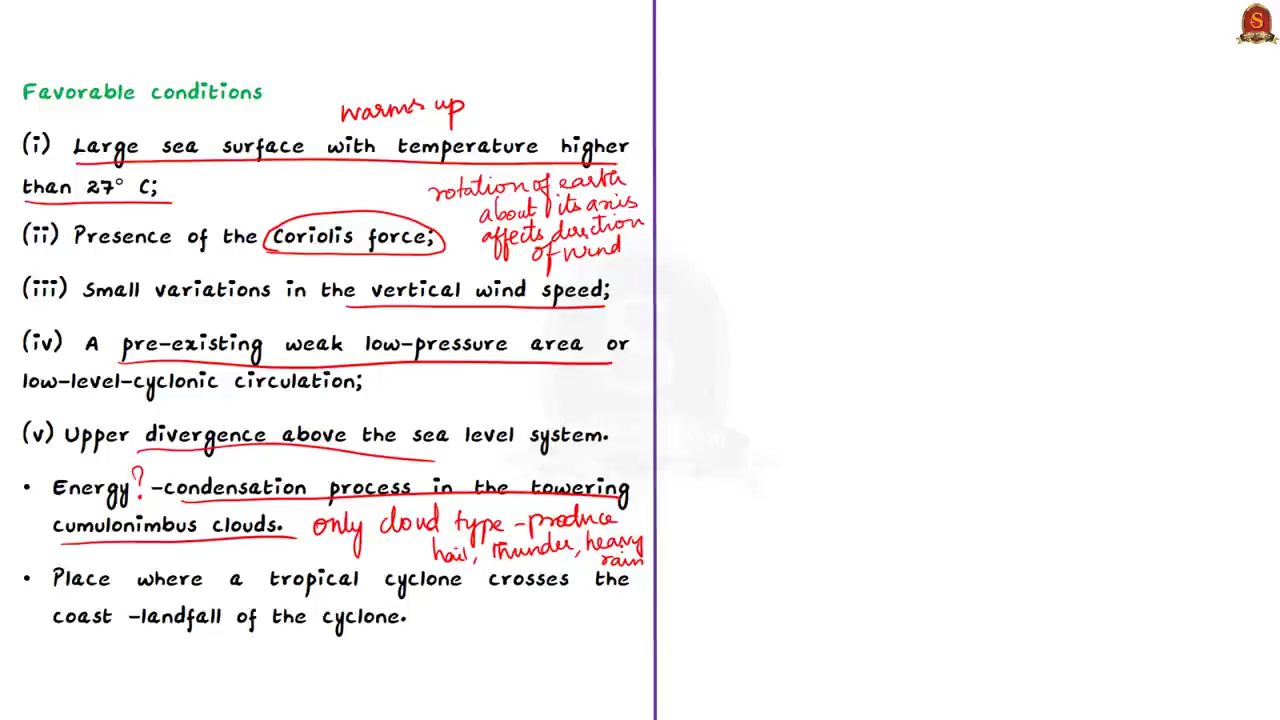 Favorable conditions
warms up
(i) Large sea surface with temperature higher
than 27° C;
rotation of earth
about its axis
affects direction
of wind
(ii) Presence of the Coriolis force;
(iii) Small variations in the vertical wind speed;
(iv) A pre-existing weak low-pressure area or
low-level-cyclonic circulation;
(v) Upper divergence above the sea level system.
• Energy? -condensation process in the towering
cumulonimbus clouds.
only cloud type - produce
hail, thunder, heavy
rain
• Place where a tropical cyclone crosses the
coast -landfall of the cyclone.
S